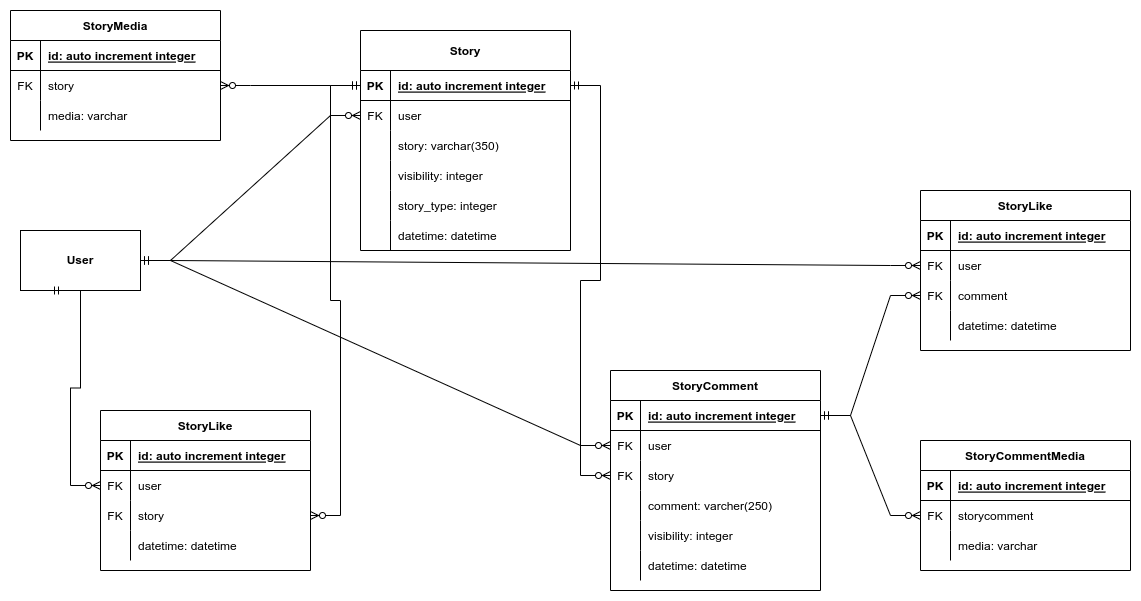 StoryMedia
PK id: auto increment integer
FK story
media: varchar
Story
PK id: auto increment integer
FK user
story: varchar(350)
visibility: integer
story_type: integer
datetime: datetime
User
StoryLike
PK id: auto increment integer
FK user
FK comment
datetime: datetime
StoryLike
PK id: auto increment integer
FK user
FK story
datetime: datetime
StoryComment
PK id: auto increment integer
FK user
FK story
comment: varcher(250)
visibility: integer
datetime: datetime
StoryCommentMedia
PK id: auto increment integer
FK storycomment
media: varchar